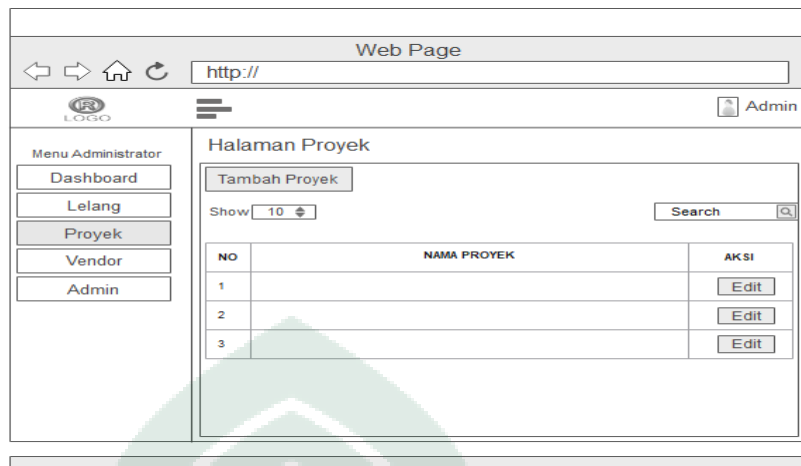 Web Page
http://
LOGO
Admin
Menu Administrator
Dashboard
Lelang
Proyek
Vendor
Admin
Halaman Proyek
Tambah Proyek
Show 10
Search
NO NAMA PROYEK AKSI
1 Edit
2 Edit
3 Edit